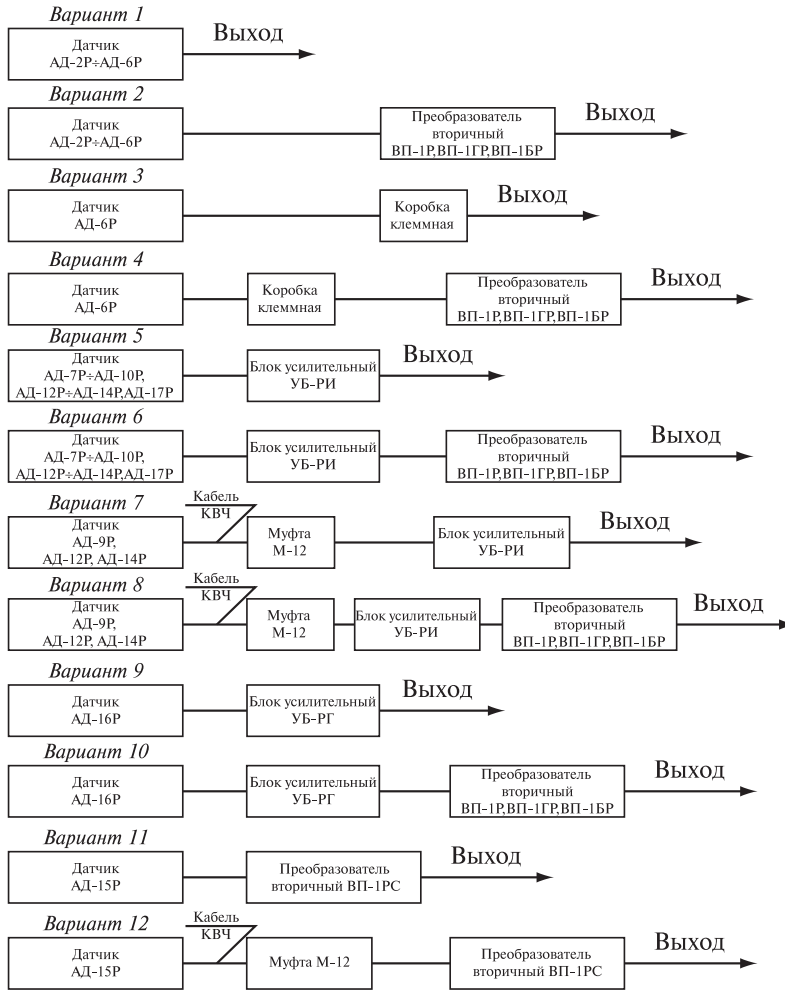 Вариант 1
Датчик
АД-2Р÷АД-6Р
Выход
Вариант 2
Датчик
АД-2Р÷АД-6Р
Преобразователь
вторичный
ВП-1Р,ВП-1ГР,ВП-1БР
Выход
Вариант 3
Датчик
АД-6Р
Коробка
клеммная
Выход
Вариант 4
Датчик
АД-6Р
Коробка
клеммная
Преобразователь
вторичный
ВП-1Р,ВП-1ГР,ВП-1БР
Выход
Вариант 5
Датчик
АД-7Р÷АД-10Р,
АД-12Р÷АД-14Р,АД-17Р
Блок усилительный
УБ-РИ
Выход
Вариант 6
Датчик
АД-7Р÷АД-10Р,
АД-12Р÷АД-14Р,АД-17Р
Блок усилительный
УБ-РИ
Преобразователь
вторичный
ВП-1Р,ВП-1ГР,ВП-1БР
Выход
Вариант 7
Датчик
АД-9Р,
АД-12Р, АД-14Р
Кабель
КВЧ
Муфта
М-12
Блок усилительный
УБ-РИ
Выход
Вариант 8
Датчик
АД-9Р,
АД-12Р, АД-14Р
Кабель
КВЧ
Муфта
М-12
Блок усилительный
УБ-РИ
Преобразователь
вторичный
ВП-1Р,ВП-1ГР,ВП-1БР
Выход
Вариант 9
Датчик
АД-16Р
Блок усилительный
УБ-РГ
Выход
Вариант 10
Датчик
АД-16Р
Блок усилительный
УБ-РГ
Преобразователь
вторичный
ВП-1Р,ВП-1ГР,ВП-1БР
Выход
Вариант 11
Датчик
АД-15Р
Преобразователь
вторичный ВП-1РС
Выход
Вариант 12
Датчик
АД-15Р
Кабель
КВЧ
Муфта М-12
Преобразователь
вторичный ВП-1РС
Выход